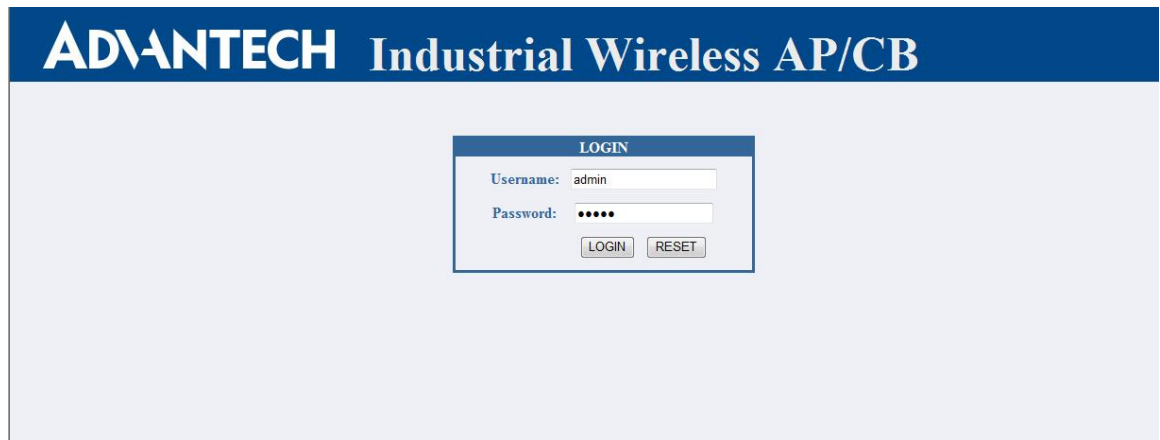 ADVANTECH Industrial Wireless AP/CB
LOGIN
Username: admin
Password: •••••
LOGIN RESET